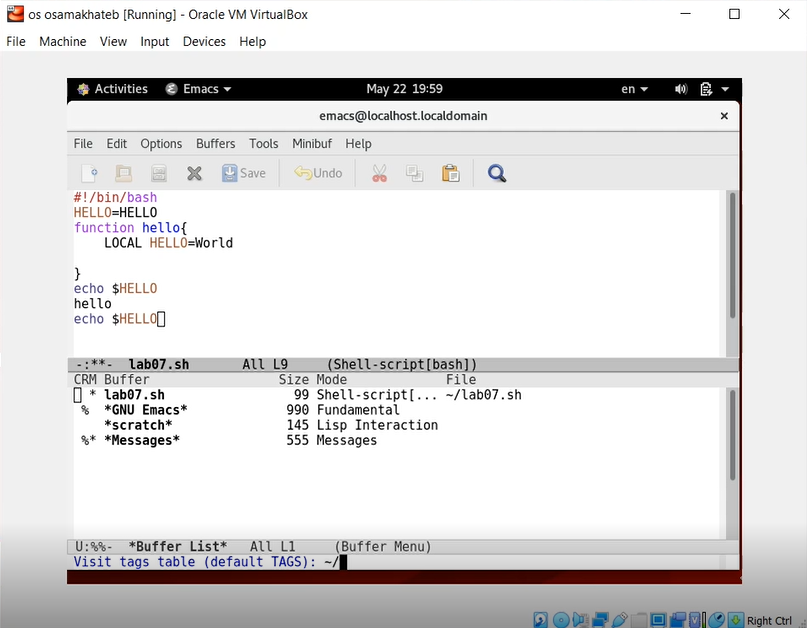 os osamakhateb [Running] - Oracle VM VirtualBox
File Machine View Input Devices Help
Activities Emacs May 22 19:59 en
emacs@localhost.localdomain
File Edit Options Buffers Tools Minibuf Help
Save Undo
#!/bin/bash
HELLO=HELLO
function hello{
    LOCAL HELLO=World
}
echo $HELLO
hello
echo $HELLO
-:**-  lab07.sh       All L9     (Shell-script[bash])
CRM Buffer                 Size Mode             File
  * lab07.sh                 99 Shell-script[... ~/lab07.sh
 %  *GNU Emacs*             990 Fundamental
    *scratch*               145 Lisp Interaction
 %* *Messages*              555 Messages
U:%%-  *Buffer List*   All L1     (Buffer Menu)
Visit tags table (default TAGS): ~/
Right Ctrl